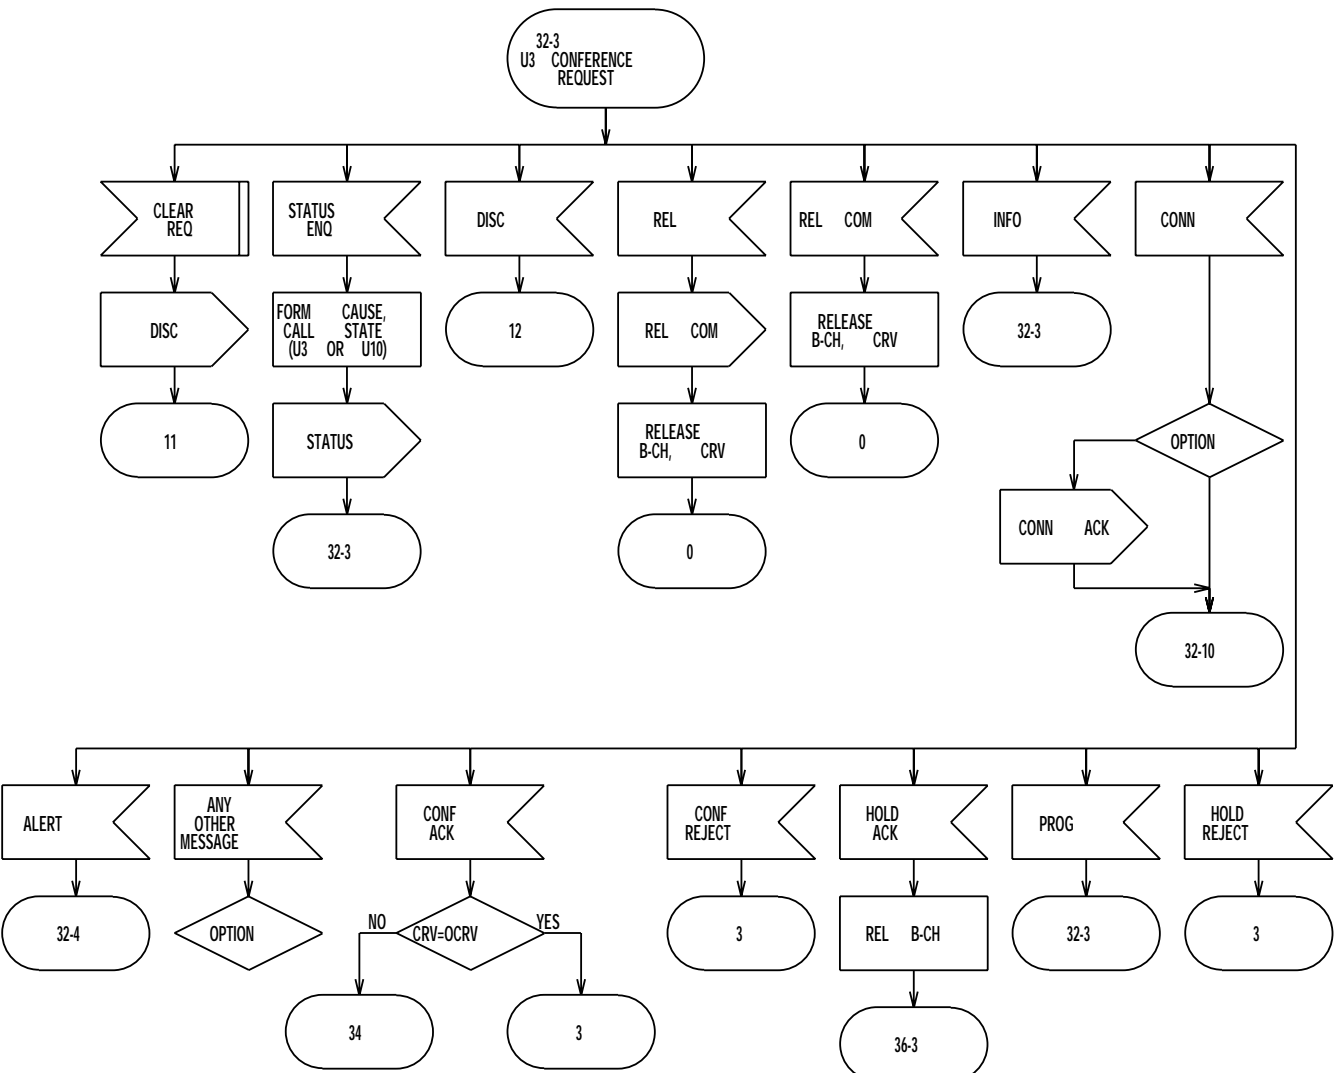 32-3
U3 CONFERENCE
REQUEST
CLEAR
REQ
STATUS
ENQ
DISC
REL
REL COM
INFO
CONN
DISC
FORM CAUSE,
CALL STATE
(U3 OR U10)
12
REL COM
RELEASE
B-CH, CRV
32-3
11
STATUS
RELEASE
B-CH, CRV
0
OPTION
32-3
0
CONN ACK
32-10
ALERT
ANY
OTHER
MESSAGE
CONF
ACK
CONF
REJECT
HOLD
ACK
PROG
HOLD
REJECT
32-4
OPTION
NO
CRV=OCRV
YES
3
REL B-CH
32-3
3
34
3
36-3